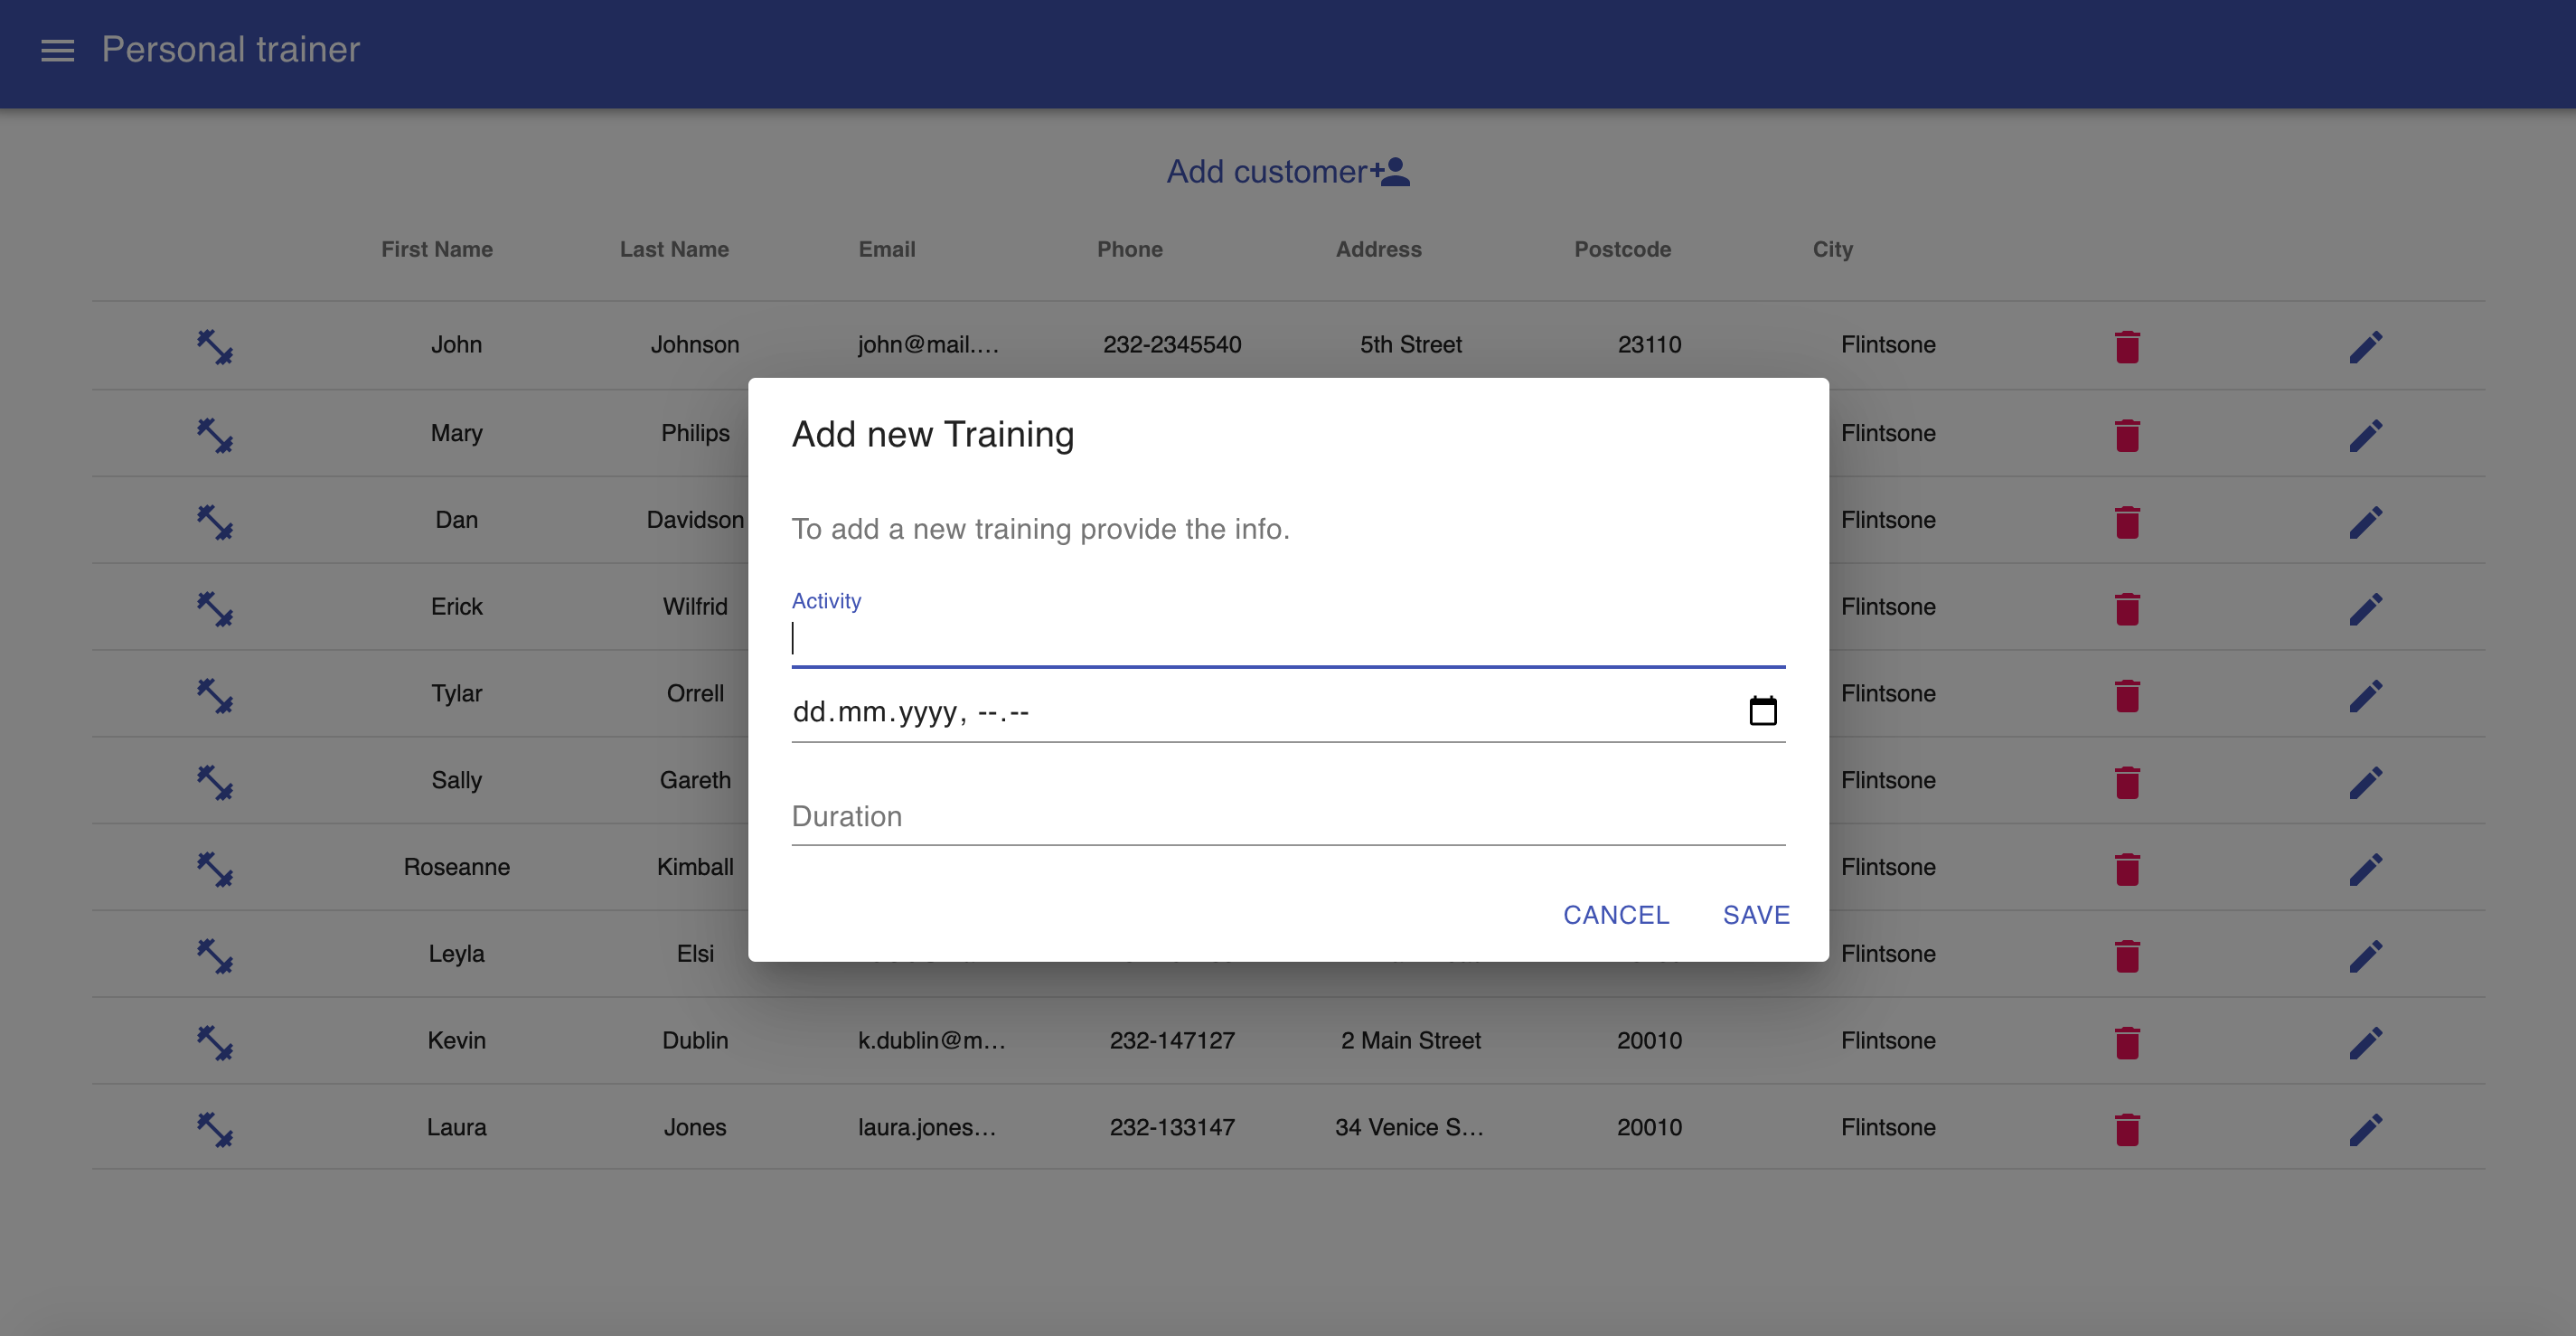 Personal trainer
Add customer
First Name Last Name Email Phone Address Postcode City
John Johnson john@mail.... 232-2345540 5th Street 23110 Flintsone
Mary Philips Flintsone
Dan Davidson Flintsone
Erick Wilfrid Flintsone
Tylar Orrell Flintsone
Sally Gareth Flintsone
Roseanne Kimball Flintsone
Leyla Elsi Flintsone
Kevin Dublin k.dublin@m... 232-147127 2 Main Street 20010 Flintsone
Laura Jones laura.jones... 232-133147 34 Venice S... 20010 Flintsone
Add new Training
To add a new training provide the info.
Activity
dd.mm.yyyy, --.--
Duration
CANCEL SAVE